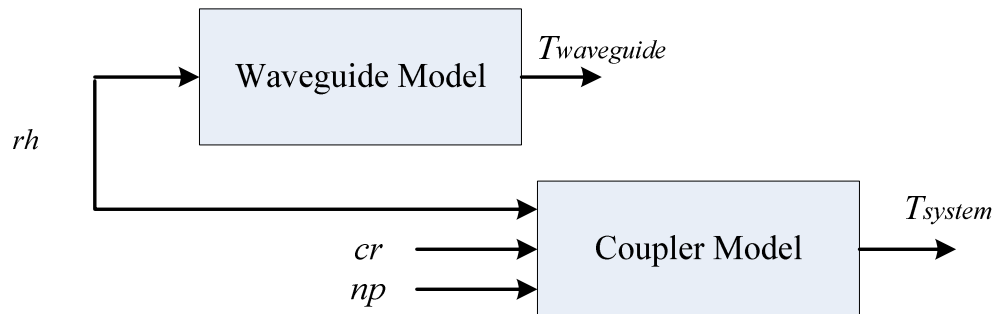 Waveguide Model
Twaveguide
rh
Coupler Model
Tsystem
cr
np